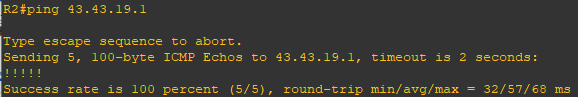 R2#ping 43.43.19.1
Type escape sequence to abort.
Sending 5, 100-byte ICMP Echos to 43.43.19.1, timeout is 2 seconds:
!!!!!
Success rate is 100 percent (5/5), round-trip min/avg/max = 32/57/68 ms